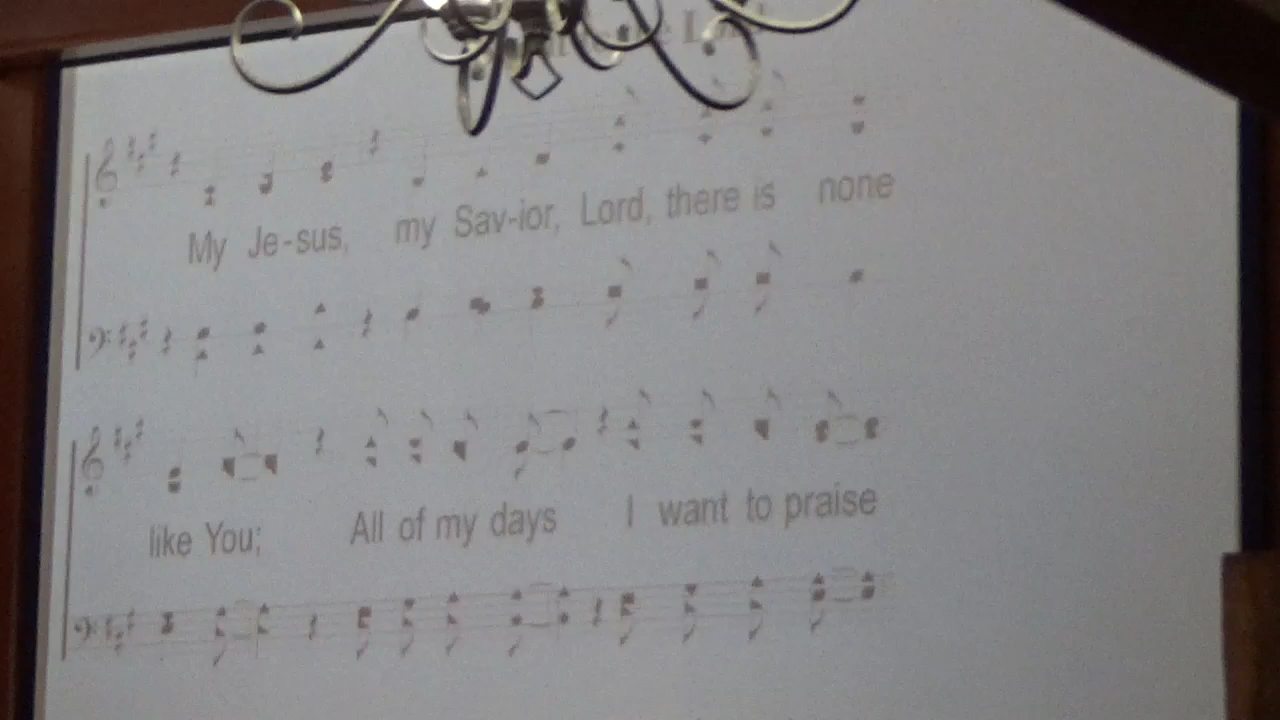 My Je-sus, my Sav-ior, Lord, there is none
like You; All of my days I want to praise